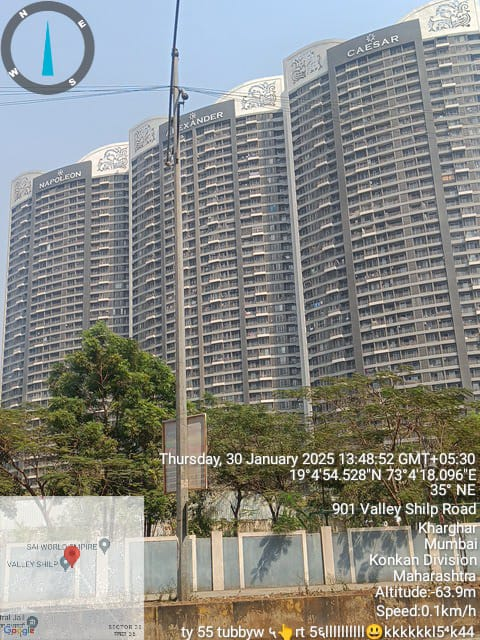 N
E
S
W
NAPOLEON
ALEXANDER
CAESAR
Thursday, 30 January 2025 13:48:52 GMT+05:30
19°4'54.528"N 73°4'18.096"E
35° NE
901 Valley Shilp Road
Kharghar
Mumbai
Konkan Division
Maharashtra
Altitude:-63.9m
Speed:0.1km/h
SAI WORLD EMPIRE
VALLEY SHILP
SECTOR 35
Google